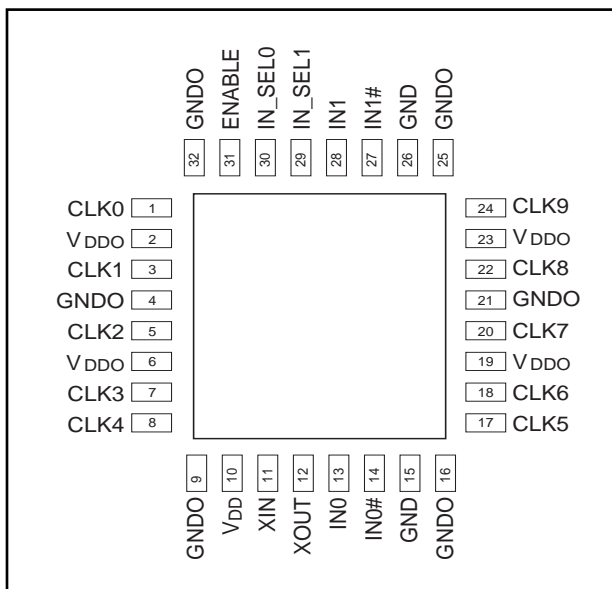 GNDO
ENABLE
IN_SEL0
IN_SEL1
IN1
IN1#
GND
GNDO
32
31
30
29
28
27
26
25
CLK0 1
VDDO 2
CLK1 3
GNDO 4
CLK2 5
VDDO 6
CLK3 7
CLK4 8
24 CLK9
23 VDDO
22 CLK8
21 GNDO
20 CLK7
19 VDDO
18 CLK6
17 CLK5
9
10
11
12
13
14
15
16
GNDO
VDD
XIN
XOUT
IN0
IN0#
GND
GNDO